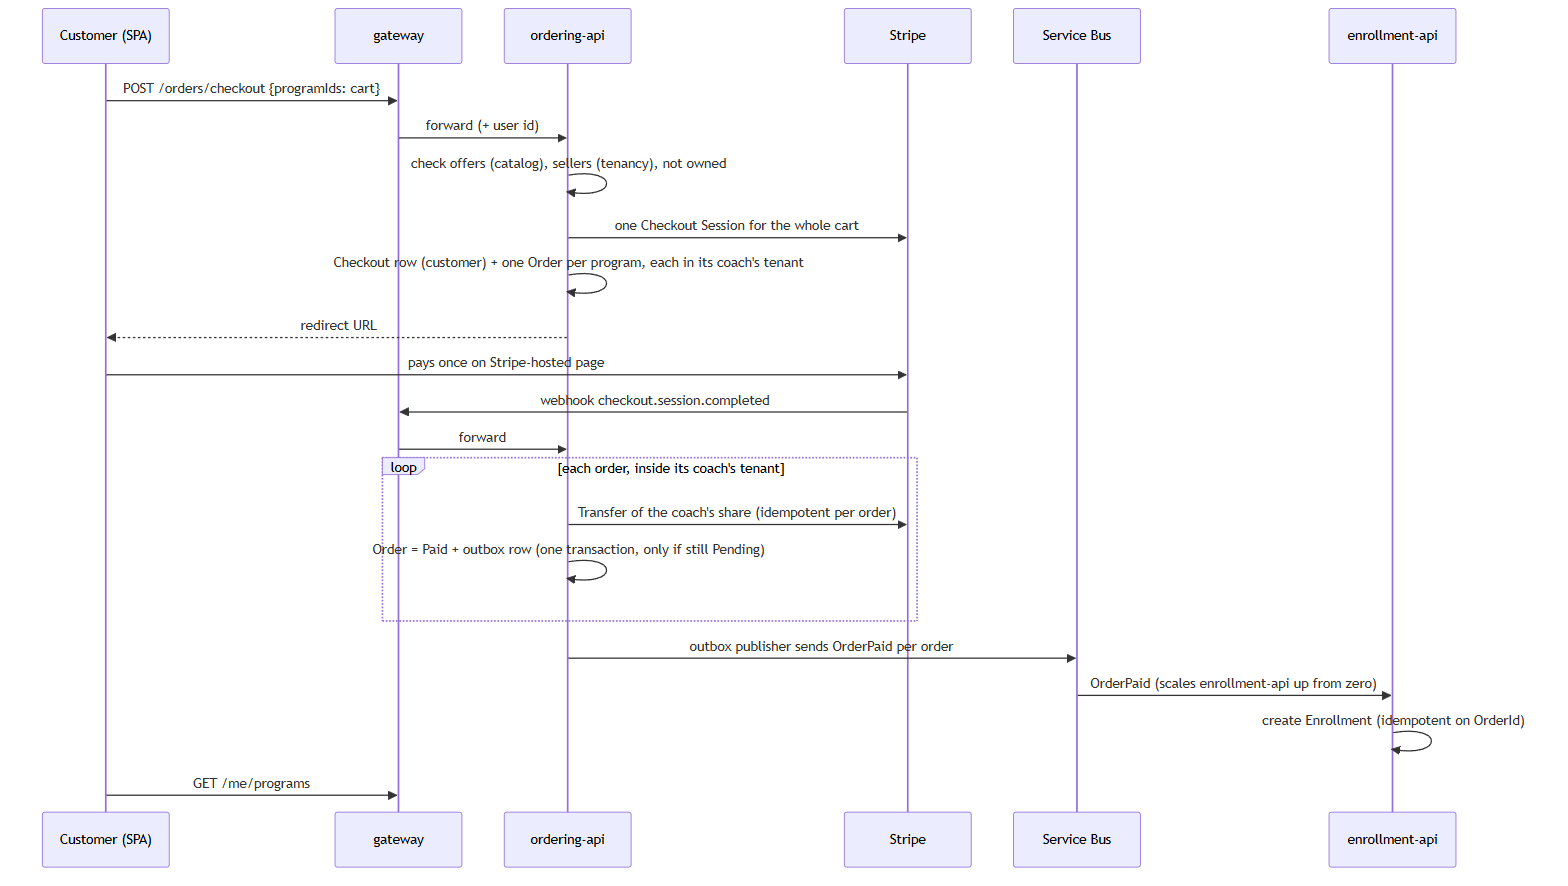 Customer (SPA)
gateway
ordering-api
Stripe
Service Bus
enrollment-api
POST /orders/checkout {programIds: cart}
forward (+ user id)
check offers (catalog), sellers (tenancy), not owned
one Checkout Session for the whole cart
Checkout row (customer) + one Order per program, each in its coach's tenant
redirect URL
pays once on Stripe-hosted page
webhook checkout.session.completed
forward
loop
[each order, inside its coach's tenant]
Transfer of the coach's share (idempotent per order)
Order = Paid + outbox row (one transaction, only if still Pending)
outbox publisher sends OrderPaid per order
OrderPaid (scales enrollment-api up from zero)
create Enrollment (idempotent on OrderId)
GET /me/programs
Customer (SPA)
gateway
ordering-api
Stripe
Service Bus
enrollment-api